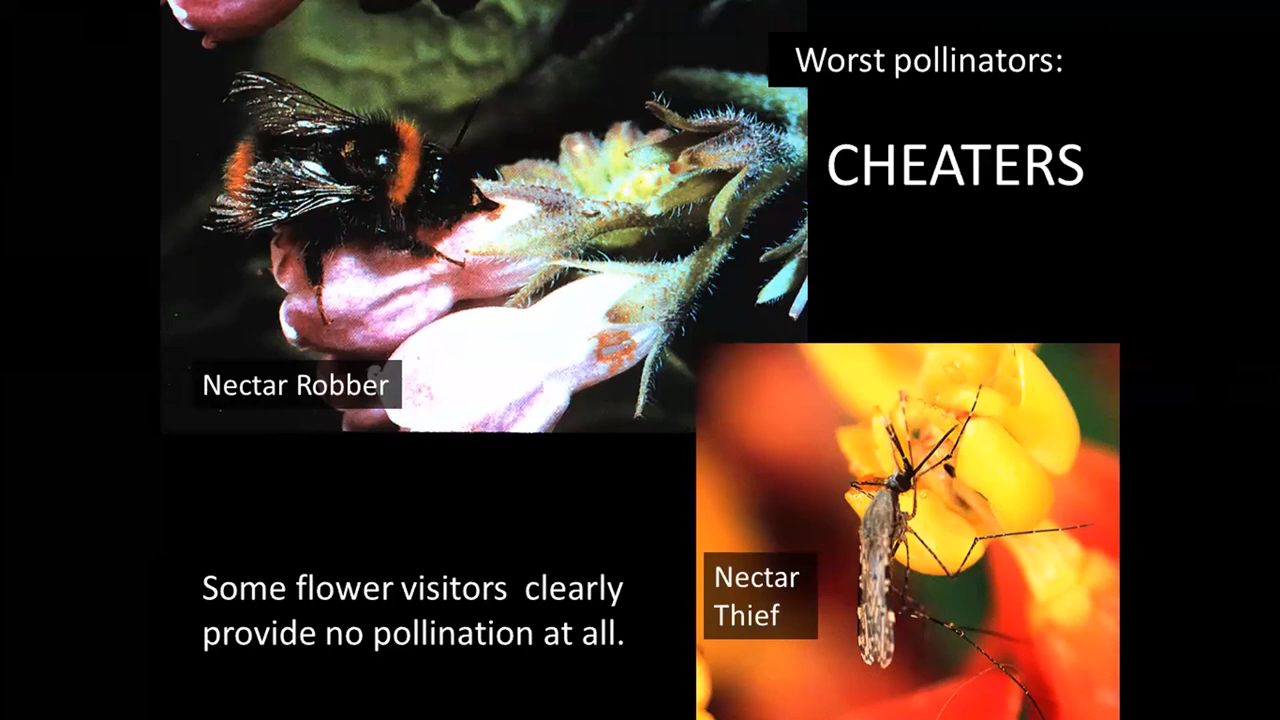 Worst pollinators:
CHEATERS
Nectar Robber
Nectar
Thief
Some flower visitors clearly
provide no pollination at all.